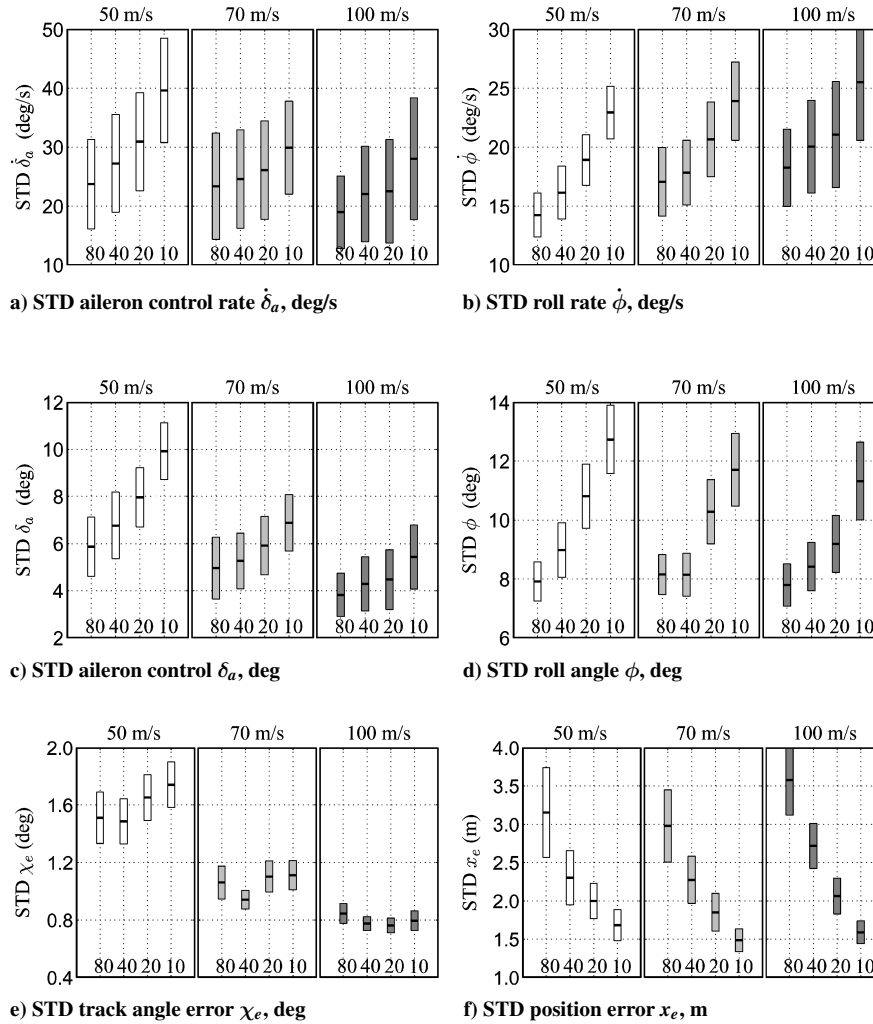 50 m/s 70 m/s 100 m/s
50
40
30
20
10
STD δ̇a (deg/s)
80 40 20 10 80 40 20 10 80 40 20 10
a) STD aileron control rate δ̇a, deg/s
50 m/s 70 m/s 100 m/s
30
25
20
15
10
STD φ̇ (deg/s)
80 40 20 10 80 40 20 10 80 40 20 10
b) STD roll rate φ̇, deg/s
50 m/s 70 m/s 100 m/s
12
10
8
6
4
2
STD δa (deg)
80 40 20 10 80 40 20 10 80 40 20 10
c) STD aileron control δa, deg
50 m/s 70 m/s 100 m/s
14
12
10
8
6
STD φ (deg)
80 40 20 10 80 40 20 10 80 40 20 10
d) STD roll angle φ, deg
50 m/s 70 m/s 100 m/s
2.0
1.6
1.2
0.8
0.4
STD χe (deg)
80 40 20 10 80 40 20 10 80 40 20 10
e) STD track angle error χe, deg
50 m/s 70 m/s 100 m/s
4.0
3.5
3.0
2.5
2.0
1.5
1.0
STD xe (m)
80 40 20 10 80 40 20 10 80 40 20 10
f) STD position error xe, m